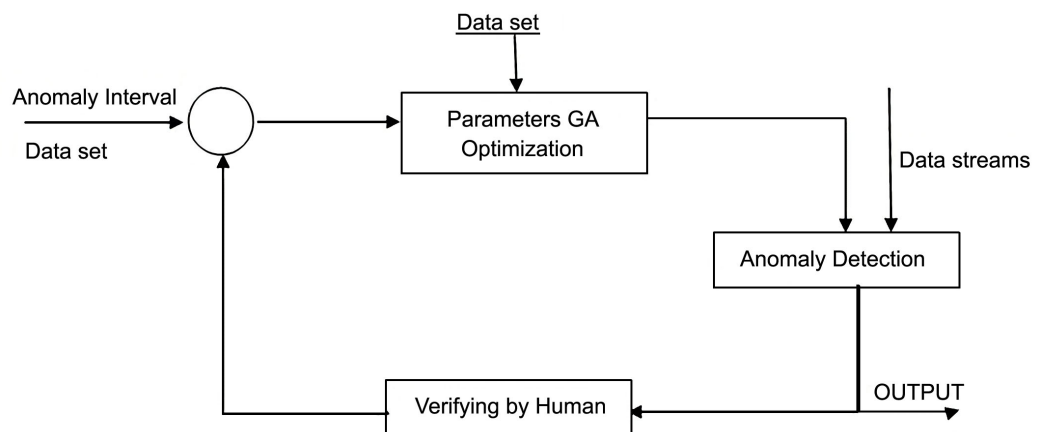 Data set
Anomaly Interval
Data set
Parameters GA
Optimization
Data streams
Anomaly Detection
OUTPUT
Verifying by Human